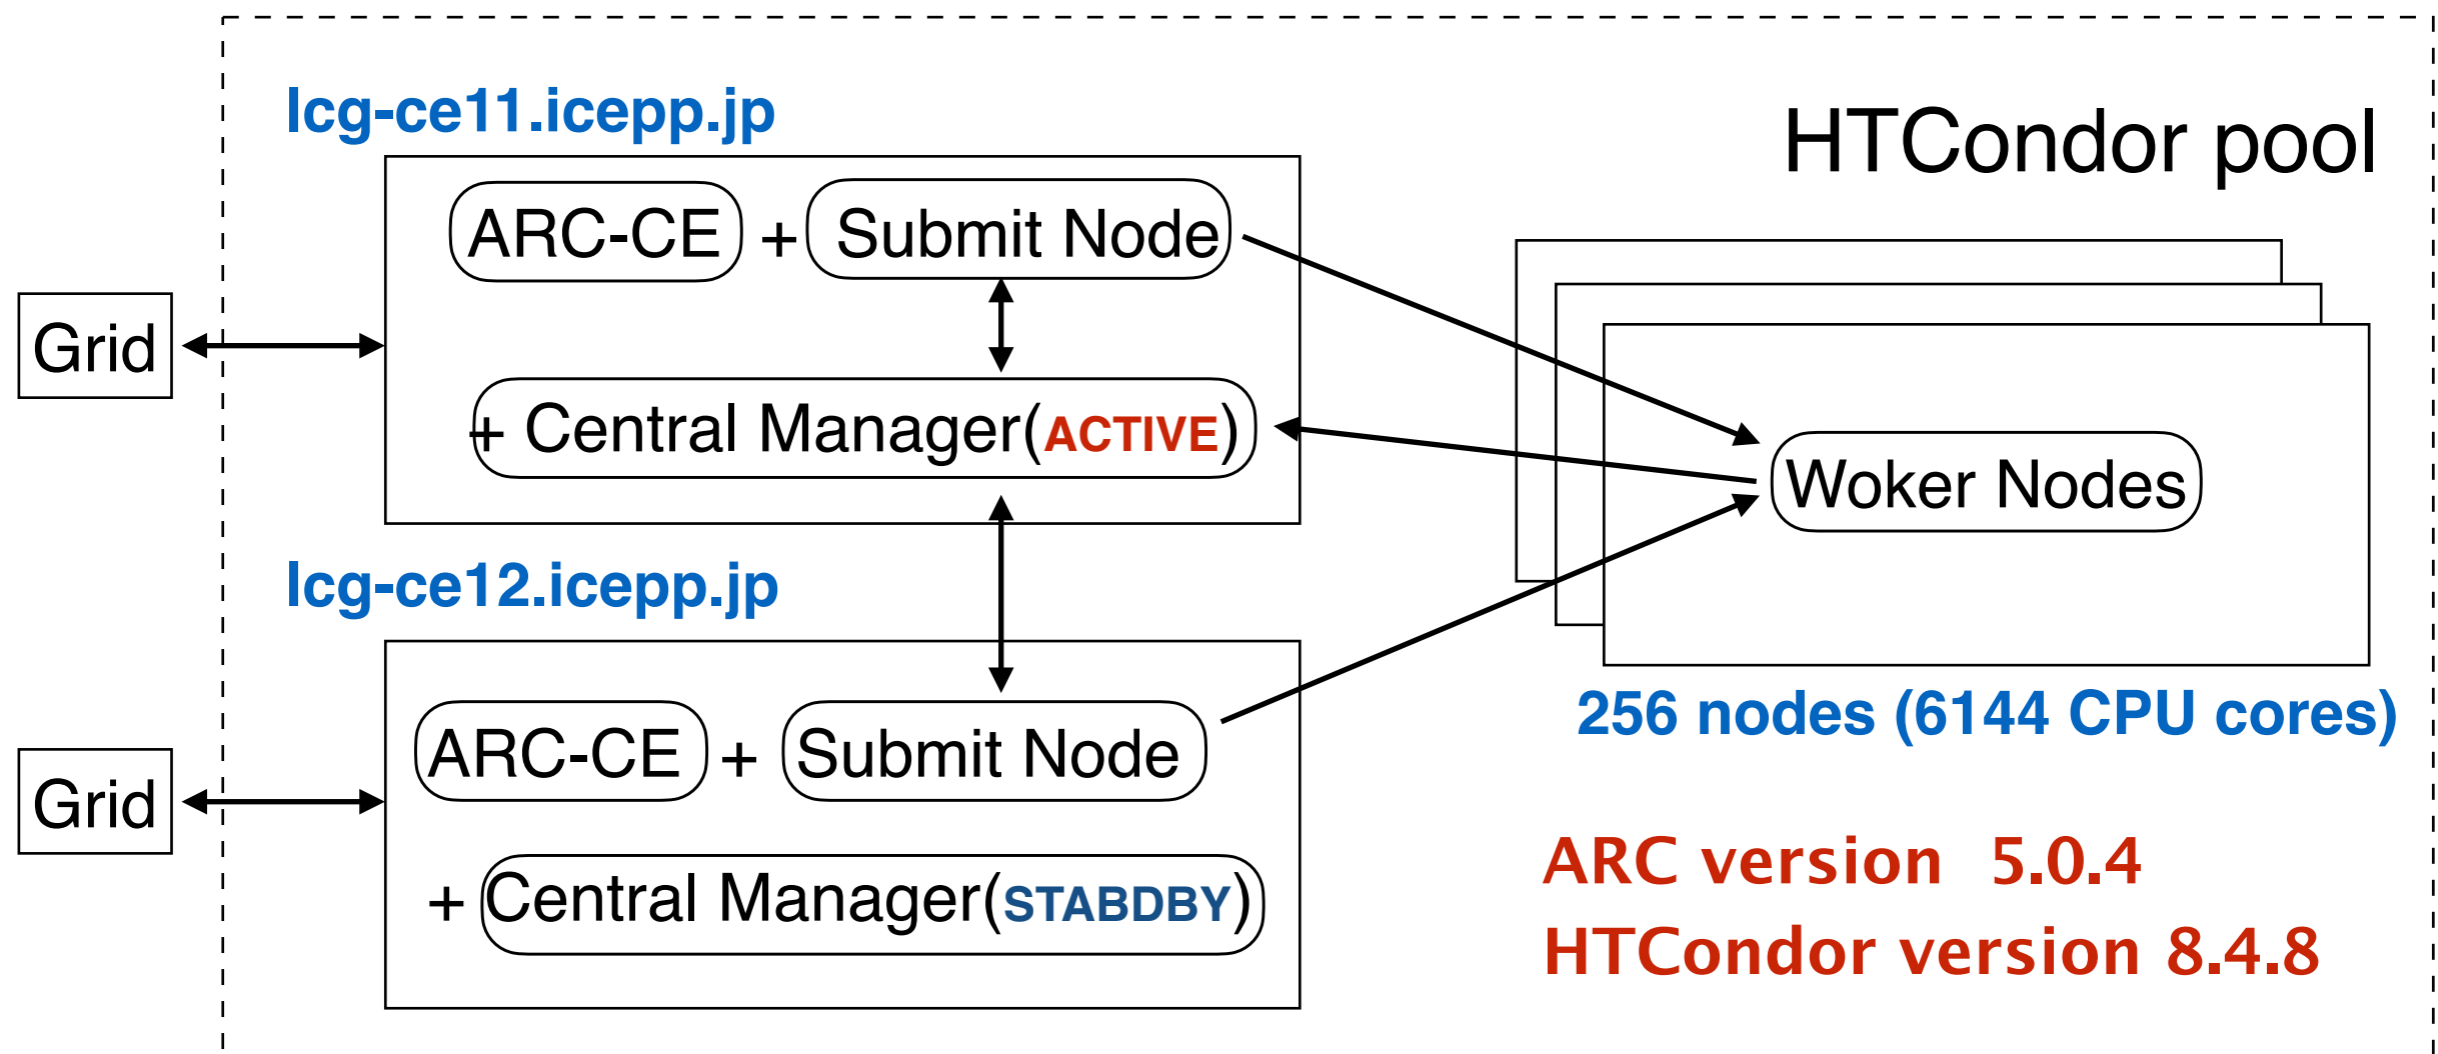 lcg-ce11.icepp.jp
HTCondor pool
ARC-CE + Submit Node
Grid
+ Central Manager(ACTIVE)
Woker Nodes
lcg-ce12.icepp.jp
256 nodes (6144 CPU cores)
ARC-CE + Submit Node
Grid
+ Central Manager(STABDBY)
ARC version 5.0.4
HTCondor version 8.4.8